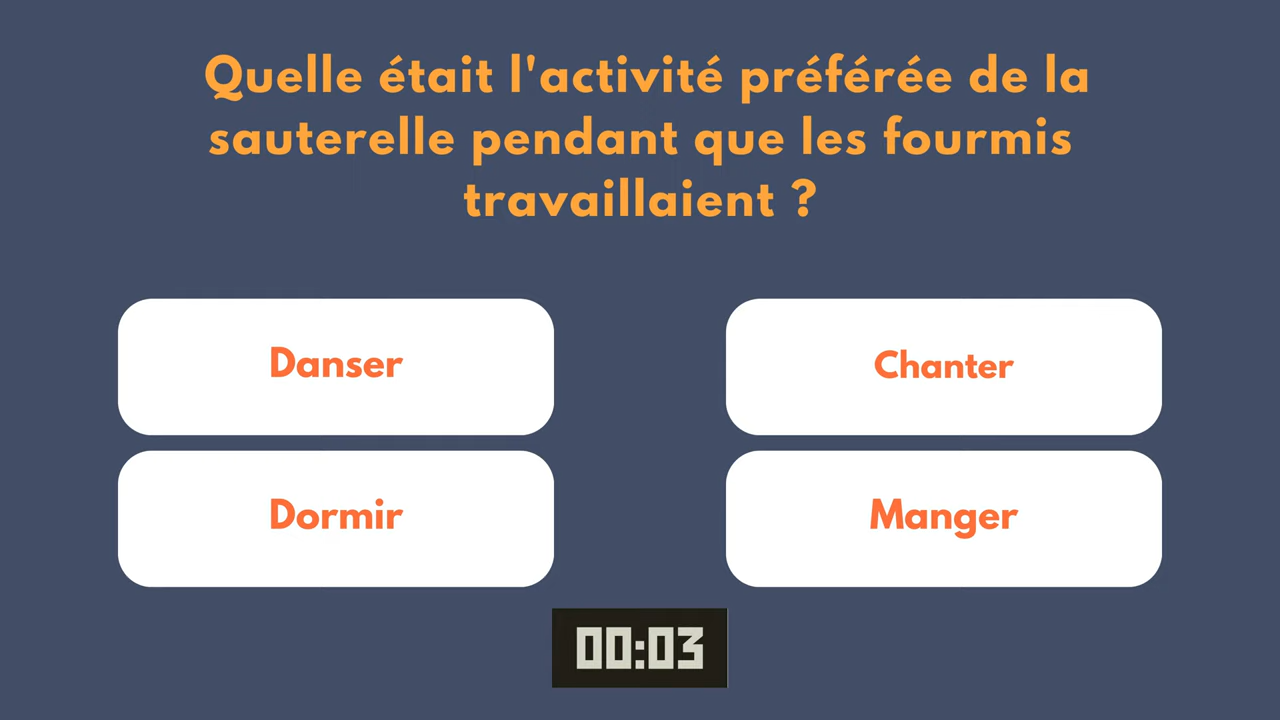 Quelle était l'activité préférée de la
sauterelle pendant que les fourmis
travaillaient ?
Danser
Chanter
Dormir
Manger
00:03